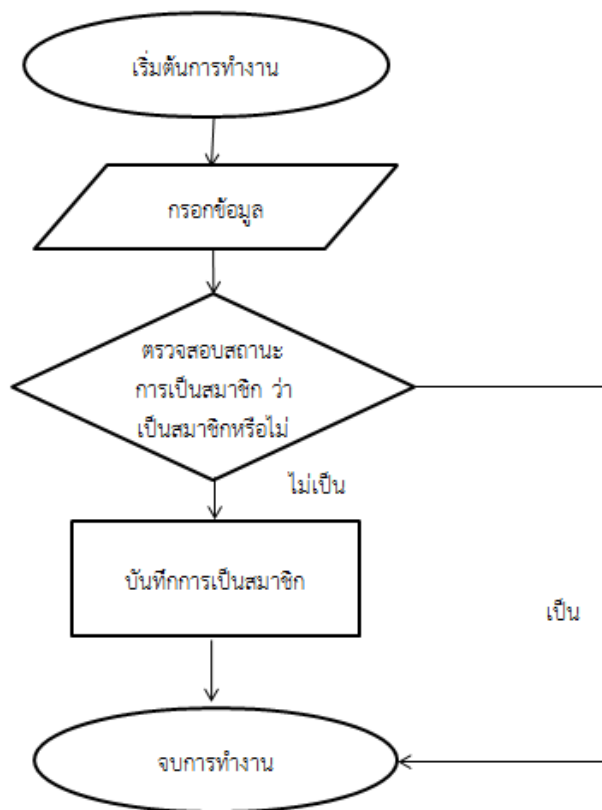 เริ่มต้นการทำงาน
กรอกข้อมูล
ตรวจสอบสถานะ
การเป็นสมาชิก ว่า
เป็นสมาชิกหรือไม่
ไม่เป็น
บันทึกการเป็นสมาชิก
เป็น
จบการทำงาน